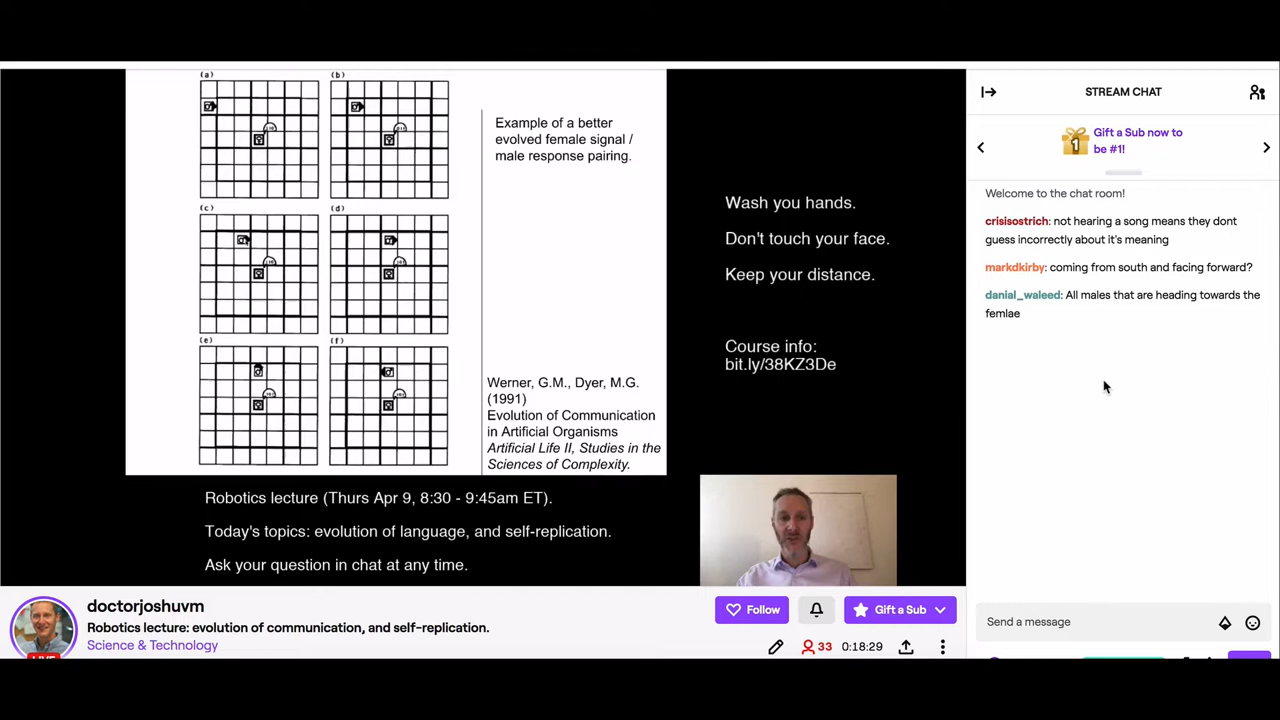 (a)
(b)
(c)
(d)
(e)
(f)
Example of a better
evolved female signal /
male response pairing.
Werner, G.M., Dyer, M.G.
(1991)
Evolution of Communication
in Artificial Organisms
Artificial Life II, Studies in the
Sciences of Complexity.
Wash you hands.
Don't touch your face.
Keep your distance.
Course info:
bit.ly/38KZ3De
Robotics lecture (Thurs Apr 9, 8:30 - 9:45am ET).
Today's topics: evolution of language, and self-replication.
Ask your question in chat at any time.
doctorjoshuvm
Robotics lecture: evolution of communication, and self-replication.
Science & Technology
Follow
Gift a Sub
33
0:18:29
STREAM CHAT
1
Gift a Sub now to
be #1!
Welcome to the chat room!
crisisostrich: not hearing a song means they dont
guess incorrectly about it's meaning
markdkirby: coming from south and facing forward?
danial_waleed: All males that are heading towards the
femlae
Send a message